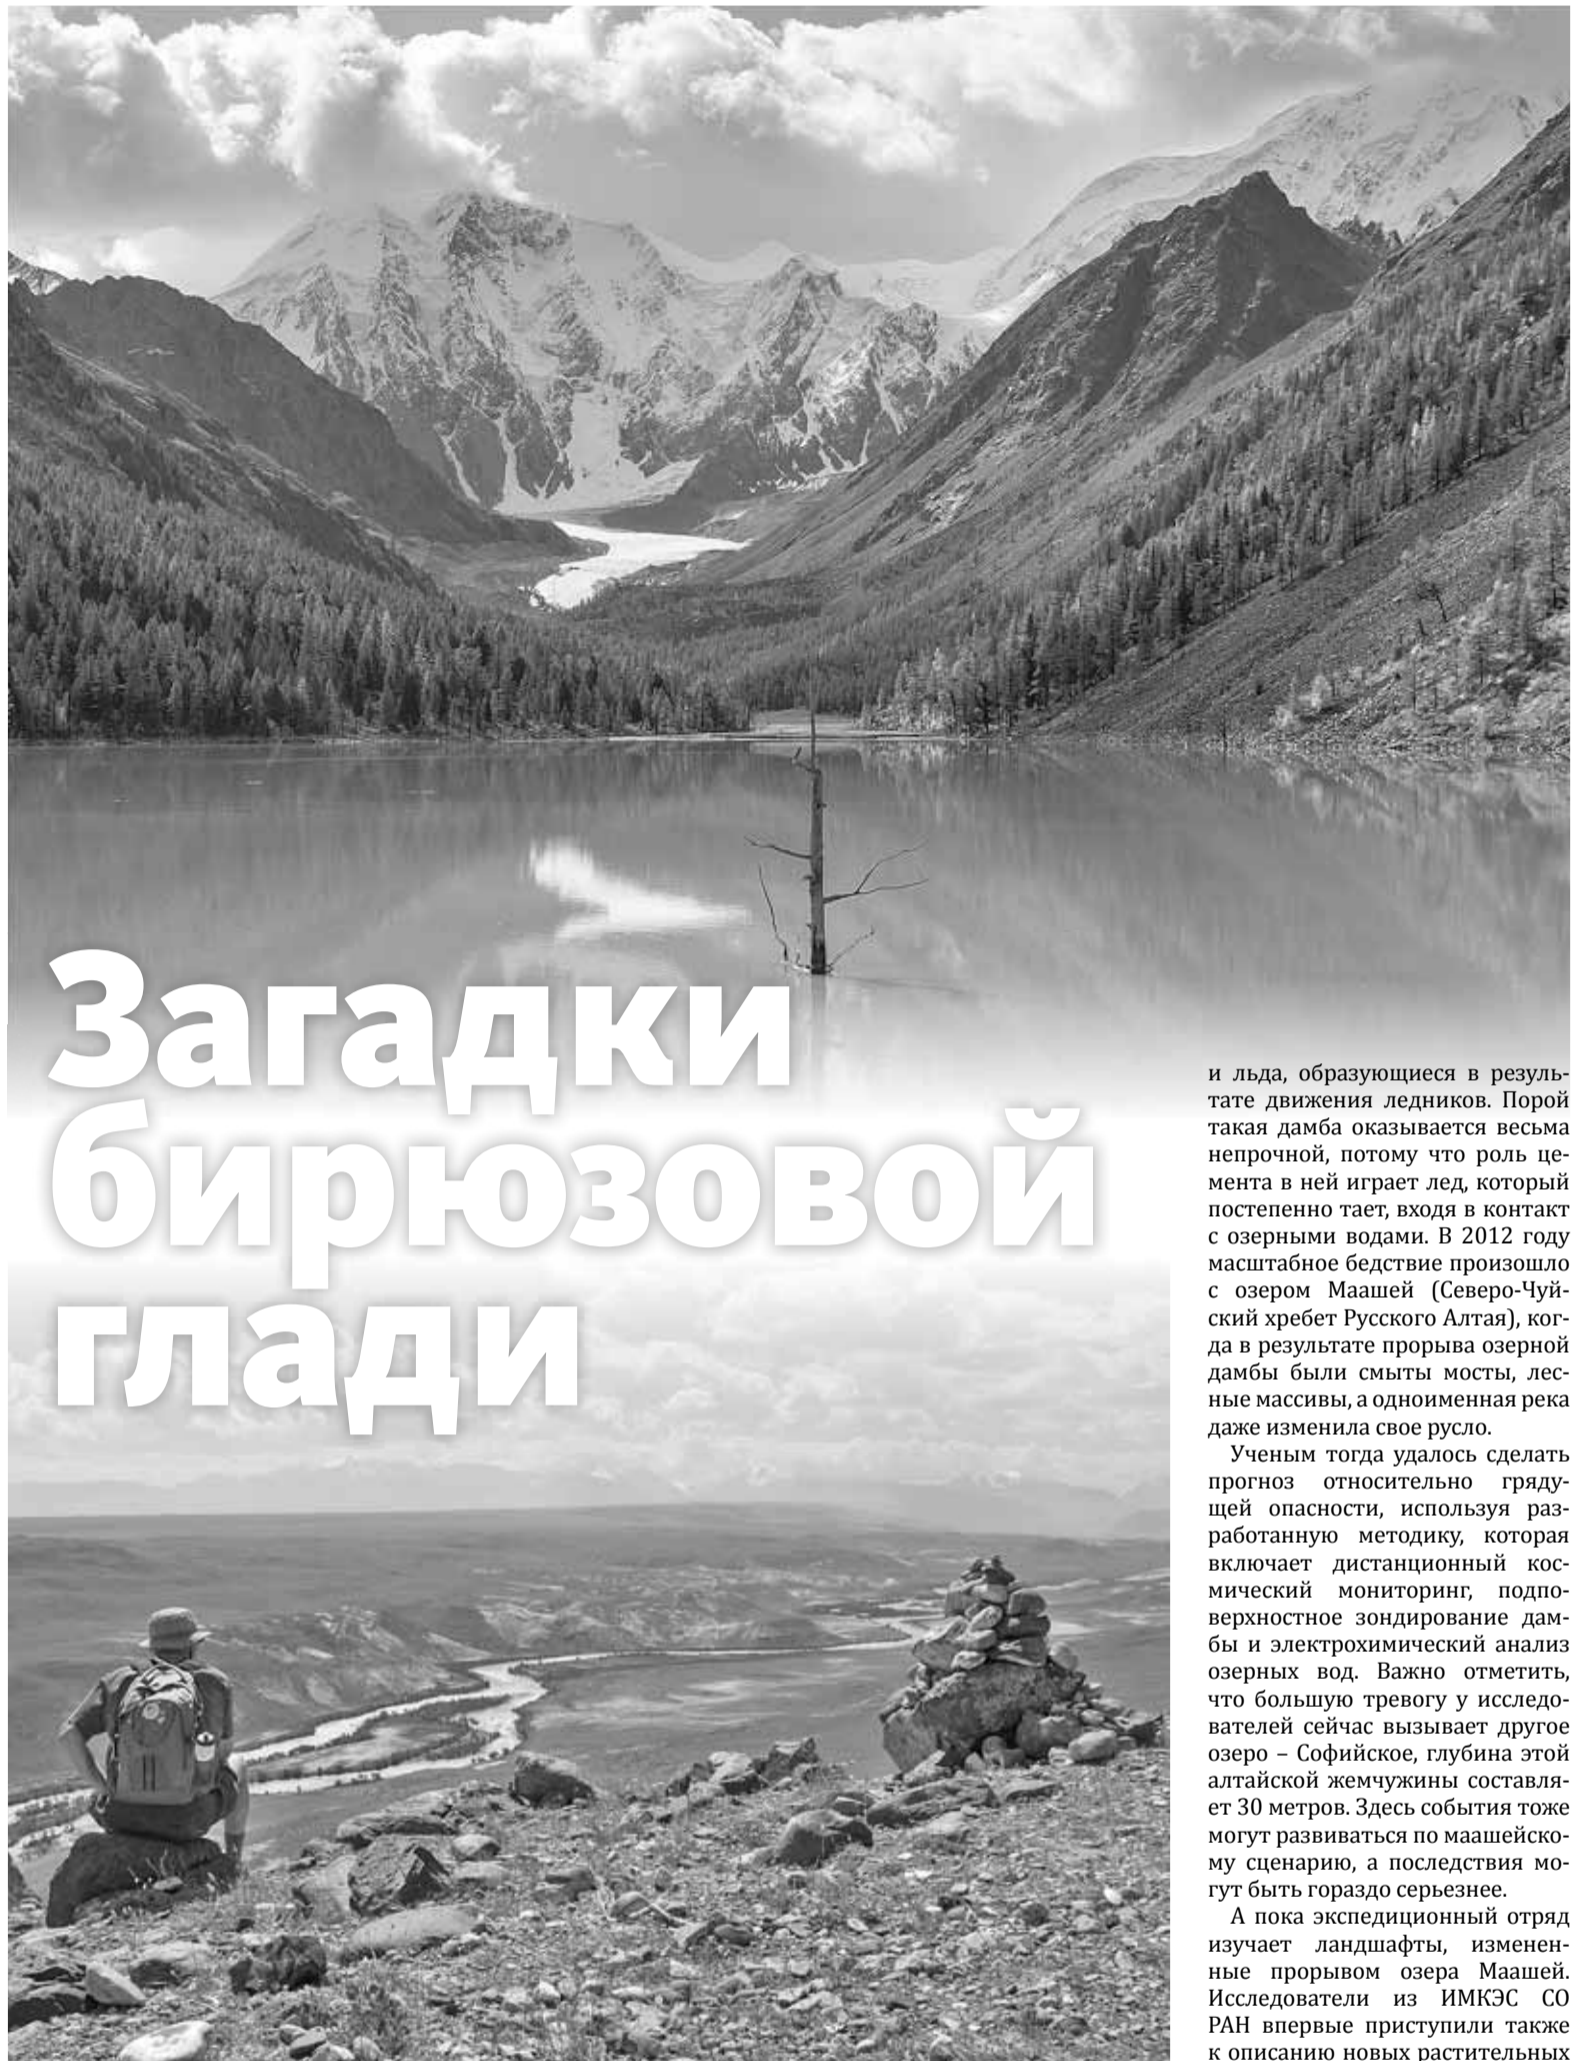 Загадки
бирюзовой
глади
и льда, образующиеся в резуль-
тате движения ледников. Порой
такая дамба оказывается весьма
непрочной, потому что роль це-
мента в ней играет лед, который
постепенно тает, входя в контакт
с озерными водами. В 2012 году
масштабное бедствие произошло
с озером Маашей (Северо-Чуй-
ский хребет Русского Алтая), ког-
да в результате прорыва озерной
дамбы были смыты мосты, лес-
ные массивы, а одноименная река
даже изменила свое русло.
Ученым тогда удалось сделать
прогноз относительно гряду-
щей опасности, используя раз-
работанную методику, которая
включает дистанционный кос-
мический мониторинг, подпо-
верхностное зондирование дам-
бы и электрохимический анализ
озерных вод. Важно отметить,
что большую тревогу у исследо-
вателей сейчас вызывает другое
озеро – Софийское, глубина этой
алтайской жемчужины составля-
ет 30 метров. Здесь события тоже
могут развиваться по маашейско-
му сценарию, а последствия мо-
гут быть гораздо серьезнее.
А пока экспедиционный отряд
изучает ландшафты, изменен-
ные прорывом озера Маашей.
Исследователи из ИМКЭС СО
РАН впервые приступили также
к описанию новых растительных